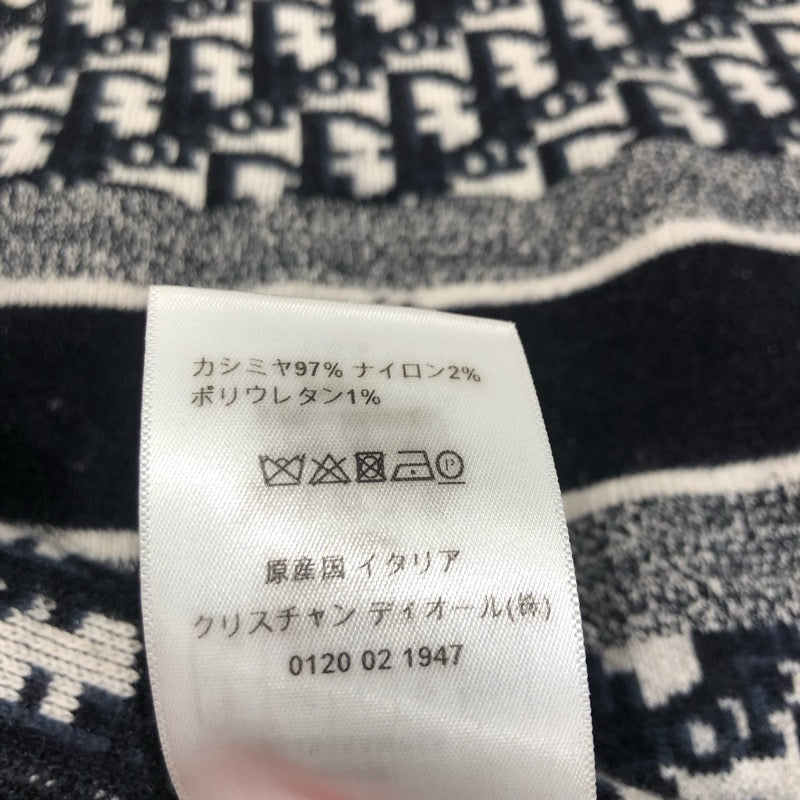 カシミヤ97% ナイロン2%
ポリウレタン1%
P
原産国 イタリア
クリスチャン ディオール(株)
0120 02 1947